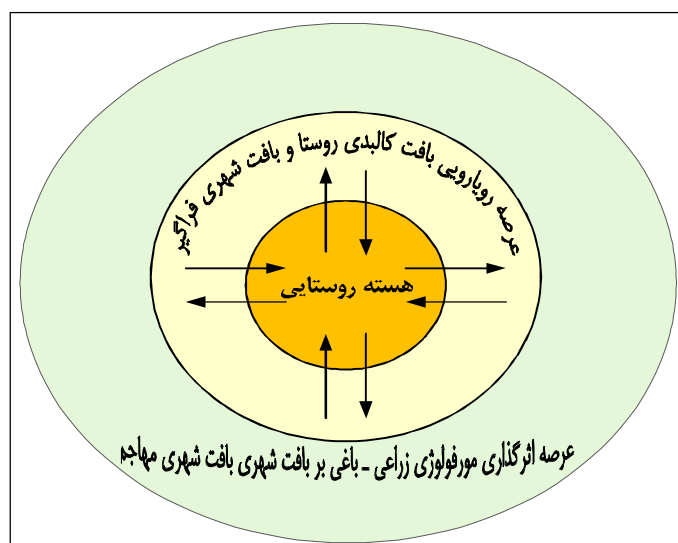 عرصه رویارویی بافت کالبدی روستا و بافت شهری فراگیر
هسته روستایی
عرصه اثرگذاری مورفولوژی زراعی - باغی بر بافت شهری بافت شهری مهاجم